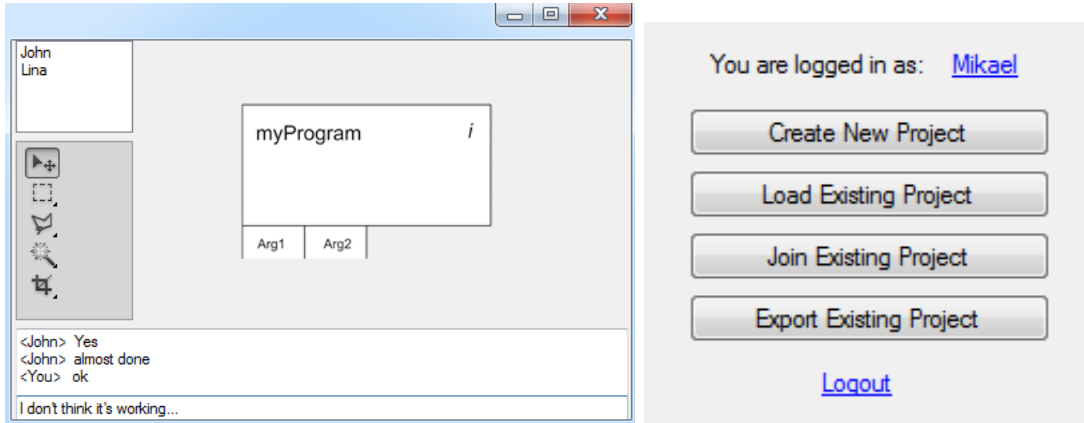 John
Lina
myProgram i
Arg1 Arg2
<John> Yes
<John> almost done
<You> ok
I don't think it's working...
You are logged in as: Mikael
Create New Project
Load Existing Project
Join Existing Project
Export Existing Project
Logout